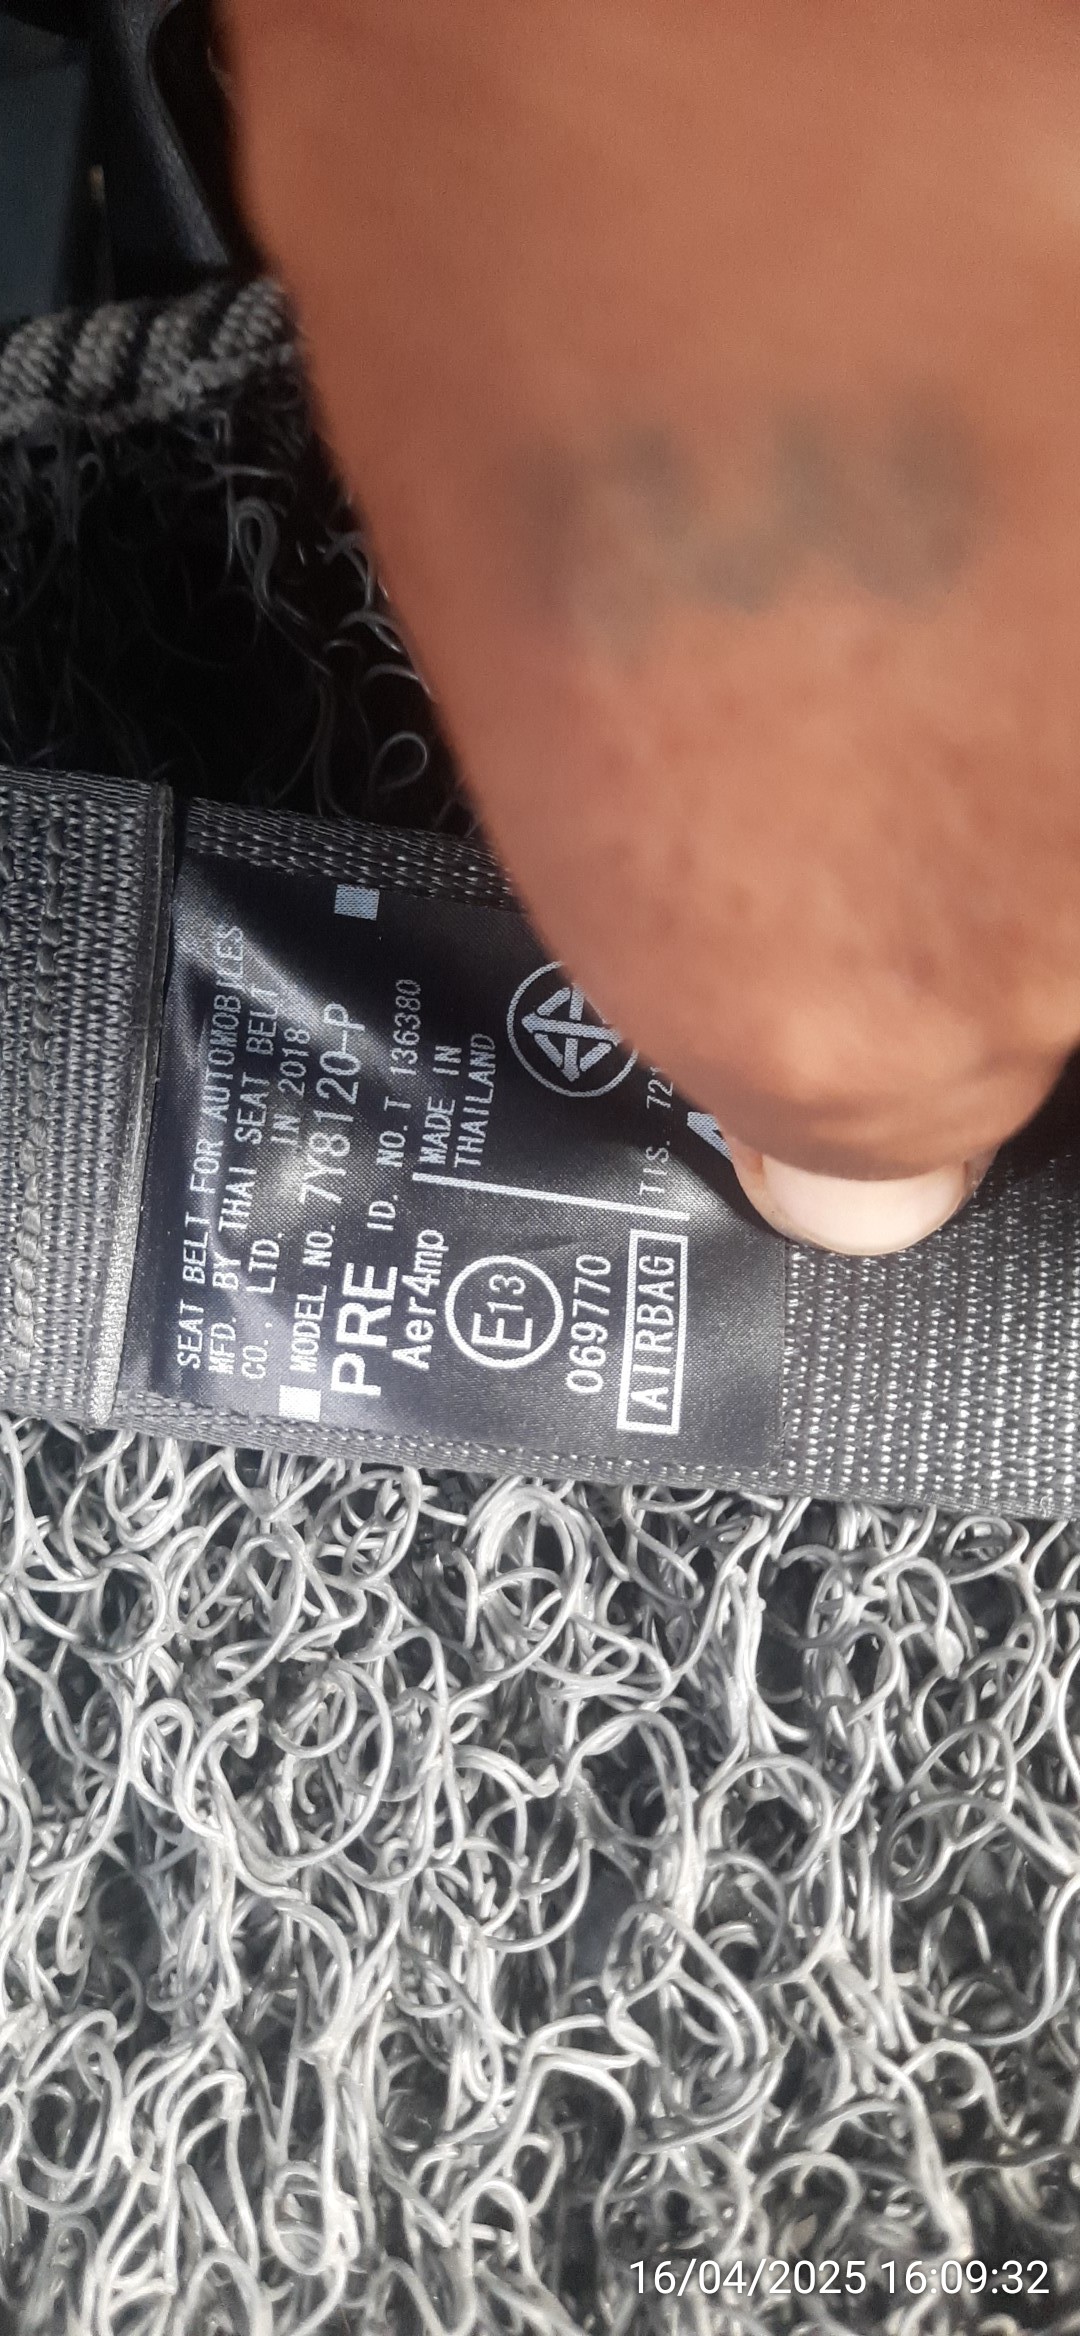 SEAT BELT FOR AUTOMOBILES
MFD. BY THAI SEAT BELT
CO., LTD. IN 2018
MODEL NO. 7Y8120-P
PRE ID. NO.T 136380
Aer4mp
MADE IN
THAILAND
E13
069770
TIS. 721
AIRBAG
16/04/2025 16:09:32